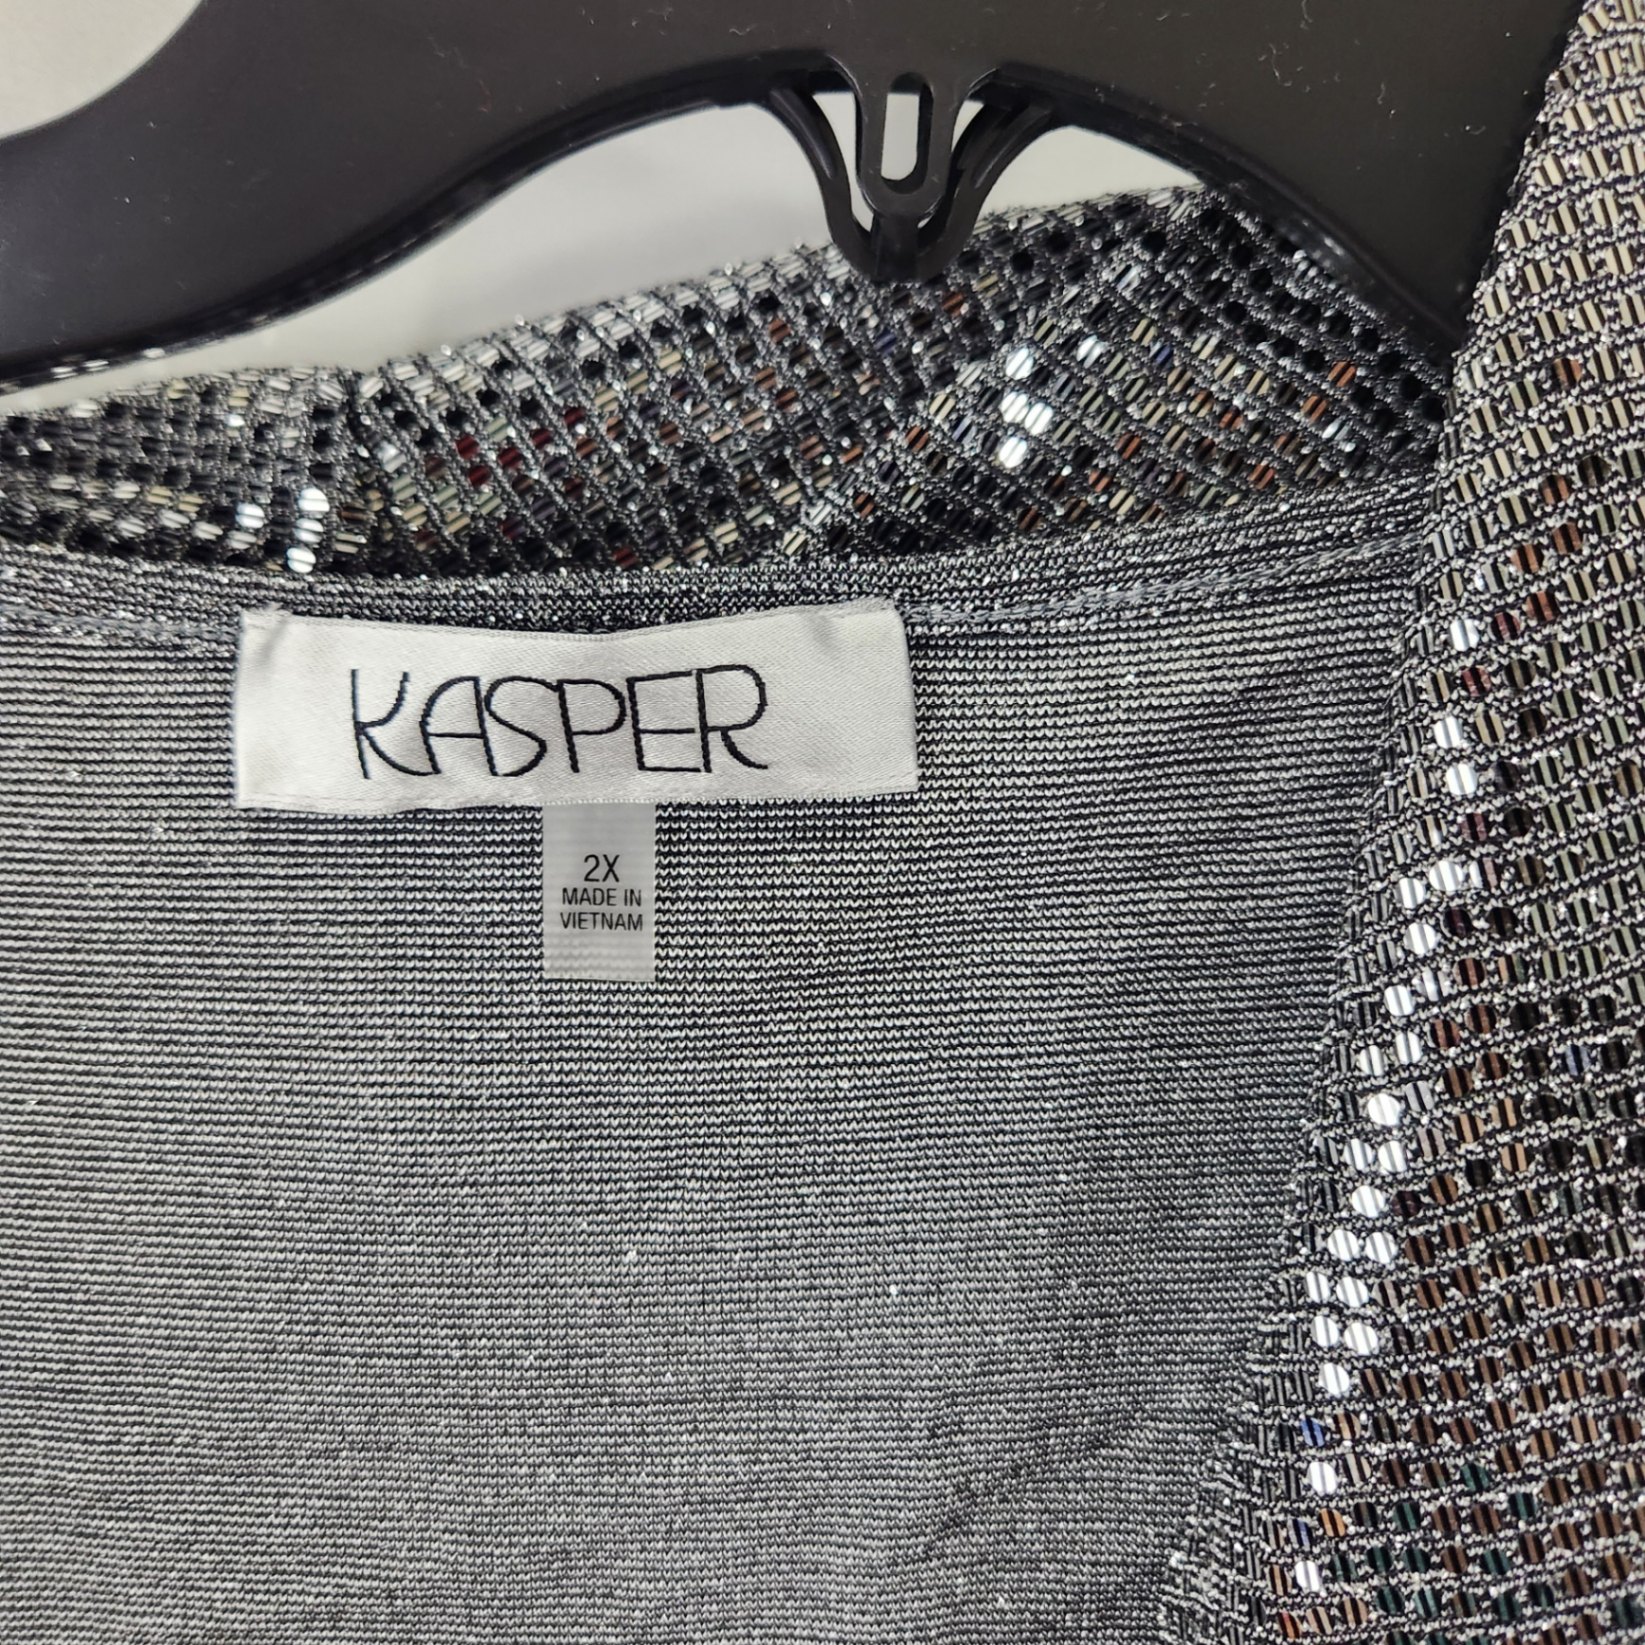 KASPER
2X
MADE IN
VIETNAM